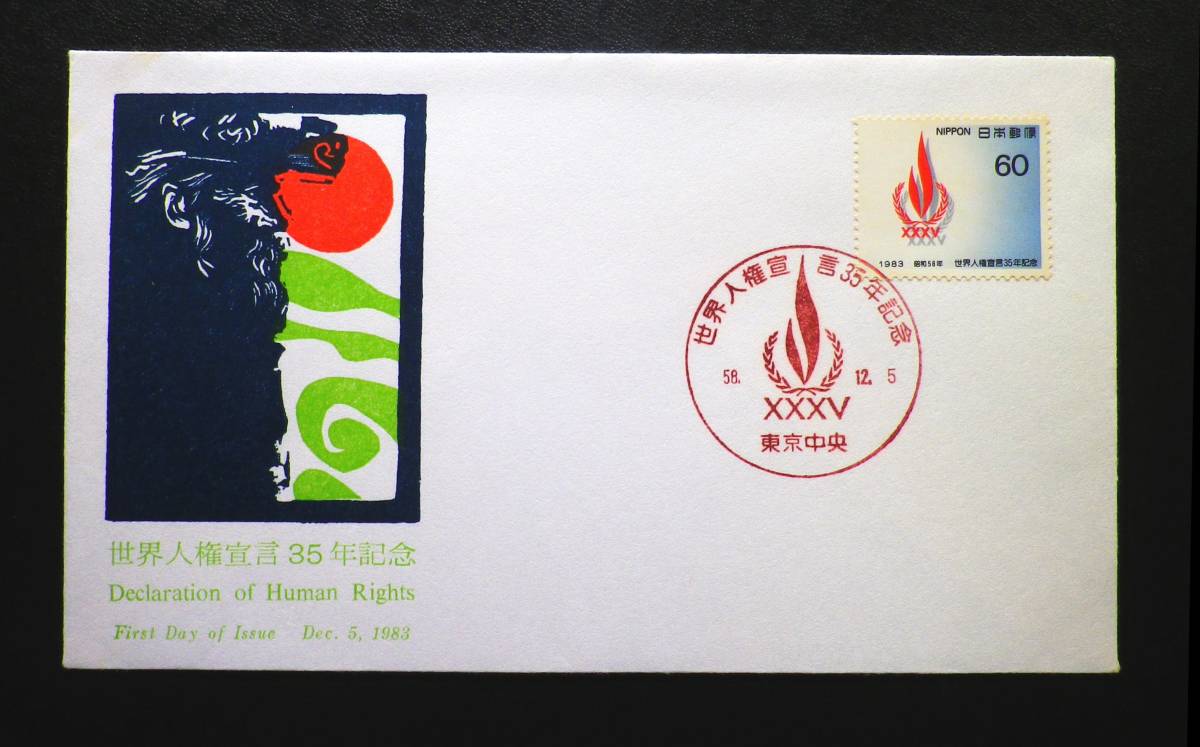 世界人権宣言35年記念
Declaration of Human Rights
First Day of Issue Dec. 5, 1983
NIPPON 日本郵便
60
XXXV
XXXV
1983 昭和58年 世界人権宣言35年記念
世界人権宣言35年記念
58. 12. 5
XXXV
東京中央